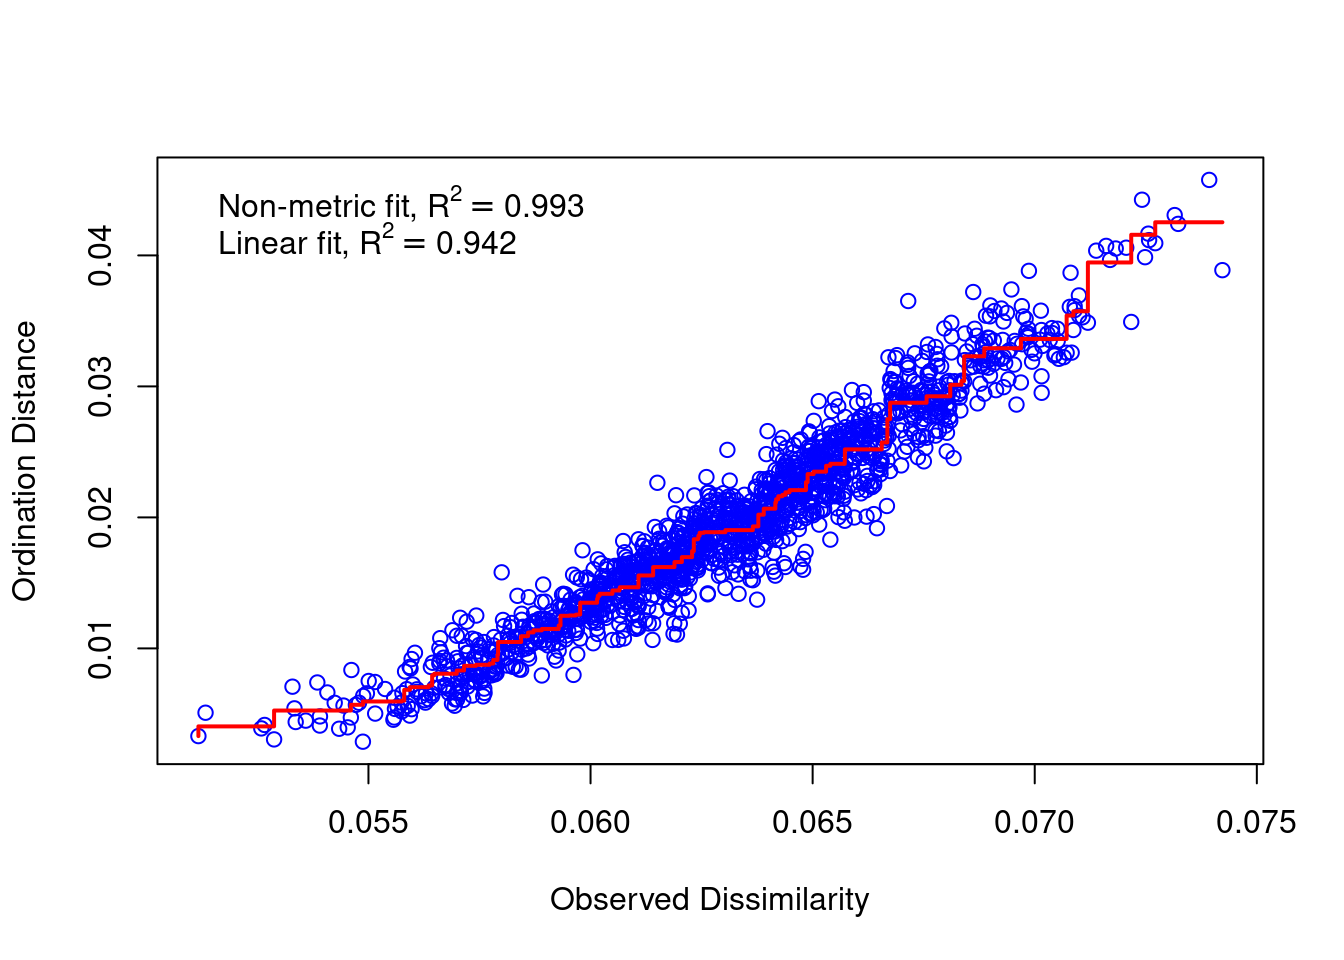 Non-metric fit, R² = 0.993
Linear fit, R² = 0.942
Ordination Distance
0.04
0.03
0.02
0.01
0.055 0.060 0.065 0.070 0.075
Observed Dissimilarity